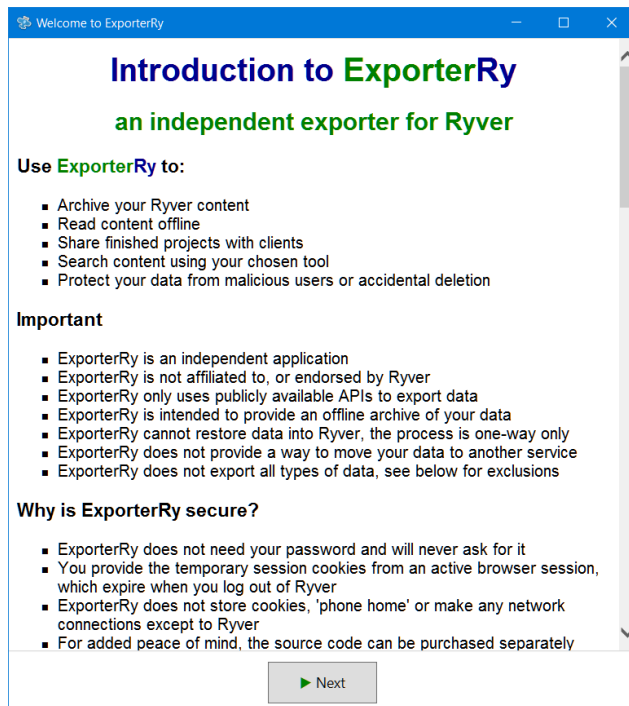 Welcome to ExporterRy
Introduction to ExporterRy
an independent exporter for Ryver
Use ExporterRy to:
Archive your Ryver content
Read content offline
Share finished projects with clients
Search content using your chosen tool
Protect your data from malicious users or accidental deletion
Important
ExporterRy is an independent application
ExporterRy is not affiliated to, or endorsed by Ryver
ExporterRy only uses publicly available APIs to export data
ExporterRy is intended to provide an offline archive of your data
ExporterRy cannot restore data into Ryver, the process is one-way only
ExporterRy does not provide a way to move your data to another service
ExporterRy does not export all types of data, see below for exclusions
Why is ExporterRy secure?
ExporterRy does not need your password and will never ask for it
You provide the temporary session cookies from an active browser session,
which expire when you log out of Ryver
ExporterRy does not store cookies, 'phone home' or make any network
connections except to Ryver
For added peace of mind, the source code can be purchased separately
Next